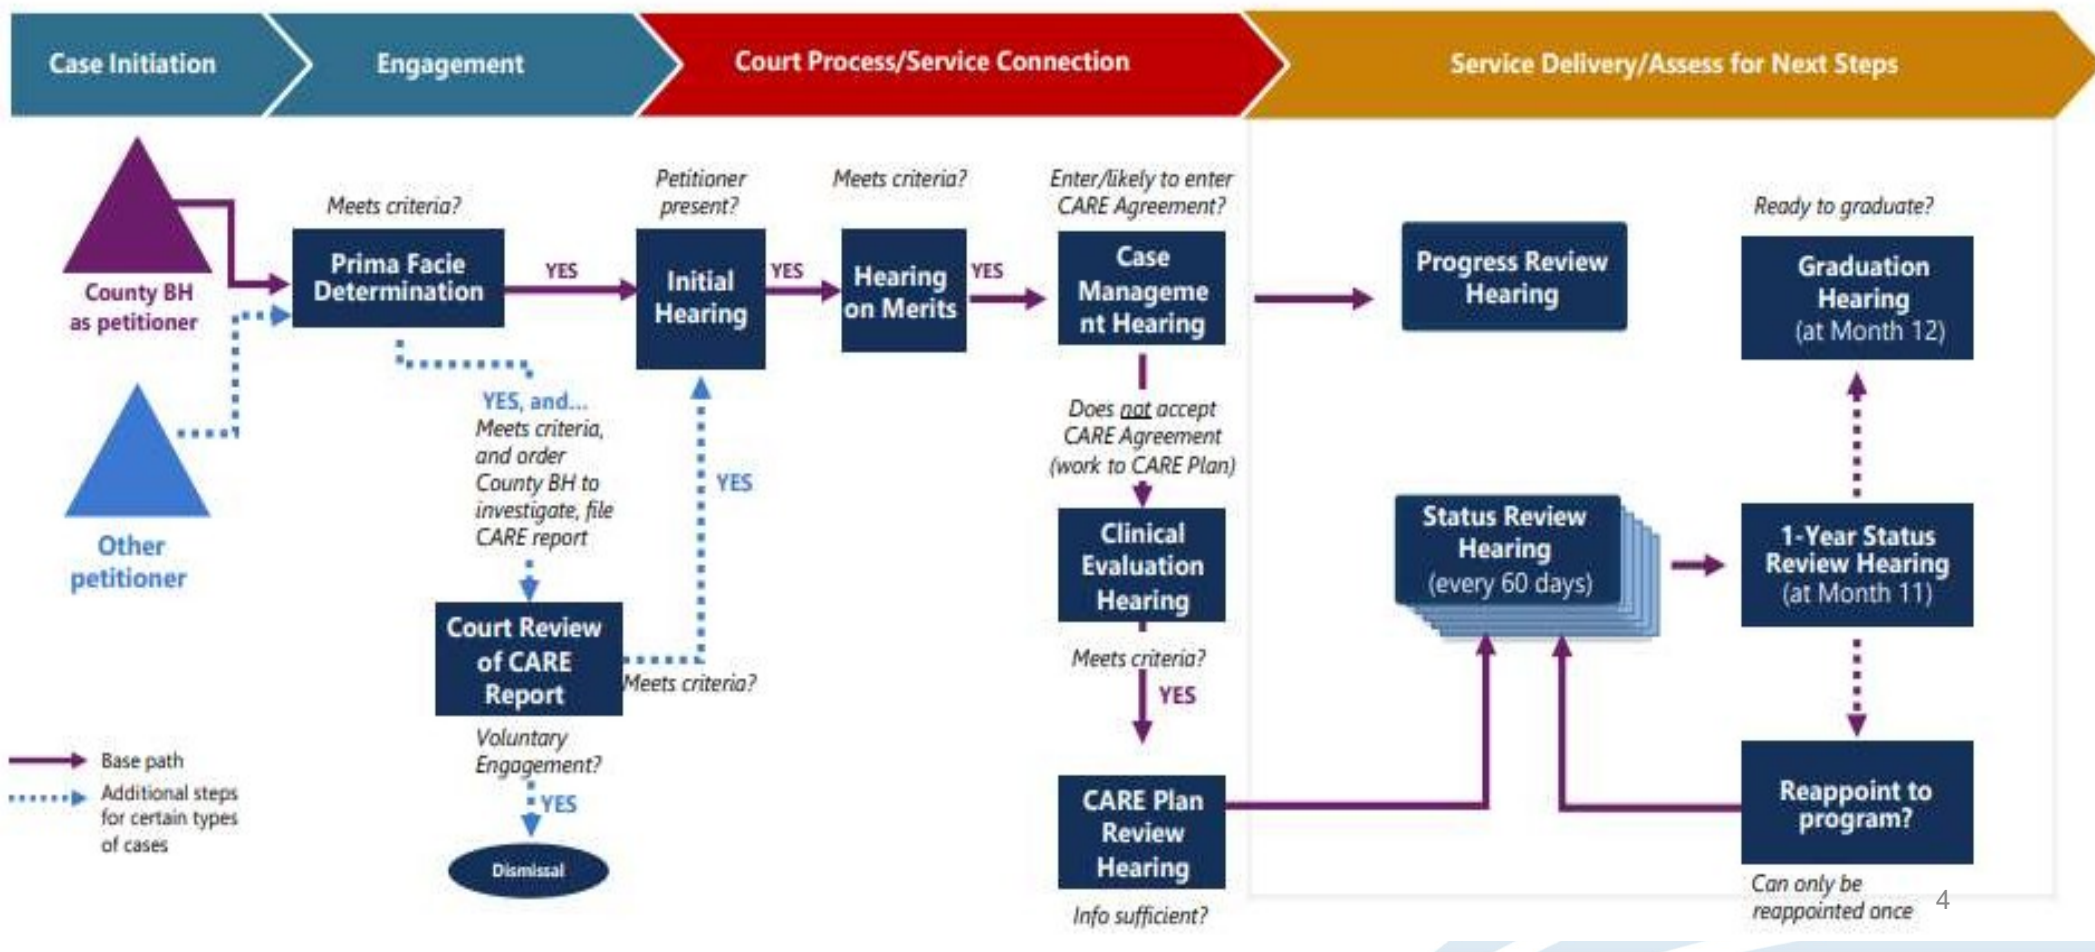 Case Initiation
Engagement
Court Process/Service Connection
Service Delivery/Assess for Next Steps
County BH
as petitioner
Other
petitioner
Meets criteria?
Prima Facie
Determination
YES
YES, and...
Meets criteria,
and order
County BH to
investigate, file
CARE report
Court Review
of CARE
Report
Meets criteria?
YES
Voluntary
Engagement?
YES
Dismissal
Petitioner
present?
Initial
Hearing
YES
Meets criteria?
Hearing
on Merits
YES
Enter/likely to enter
CARE Agreement?
Case
Manageme
nt Hearing
Does not accept
CARE Agreement
(work to CARE Plan)
Clinical
Evaluation
Hearing
Meets criteria?
YES
CARE Plan
Review
Hearing
Info sufficient?
Progress Review
Hearing
Status Review
Hearing
(every 60 days)
Ready to graduate?
Graduation
Hearing
(at Month 12)
1-Year Status
Review Hearing
(at Month 11)
Reappoint to
program?
Can only be
reappointed once
4
Base path
Additional steps
for certain types
of cases